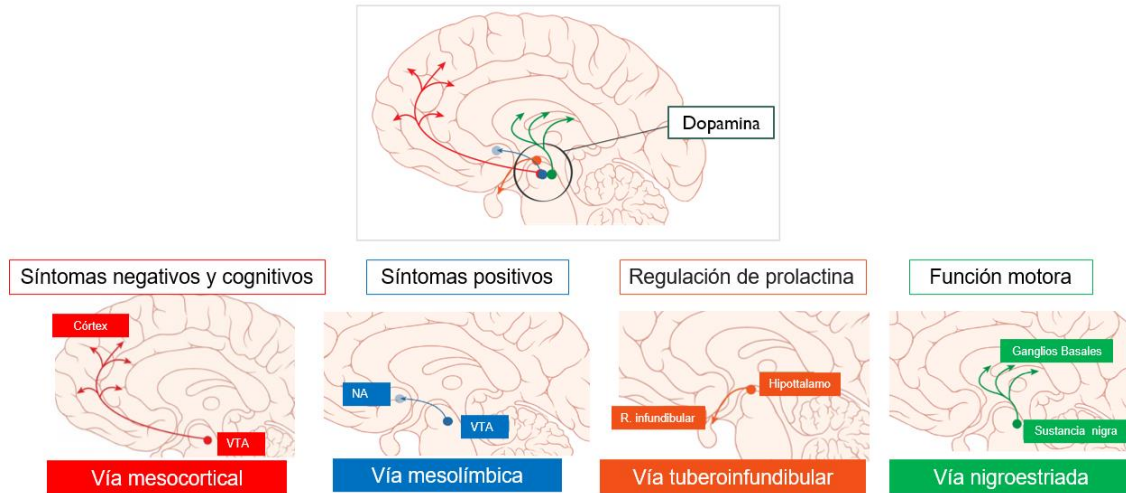 Dopamina
Síntomas negativos y cognitivos
Síntomas positivos
Regulación de prolactina
Función motora
Córtex
VTA
NA
VTA
Hipottalamo
R. infundibular
Ganglios Basales
Sustancia nigra
Vía mesocortical
Vía mesolímbica
Vía tuberoinfundibular
Vía nigroestriada